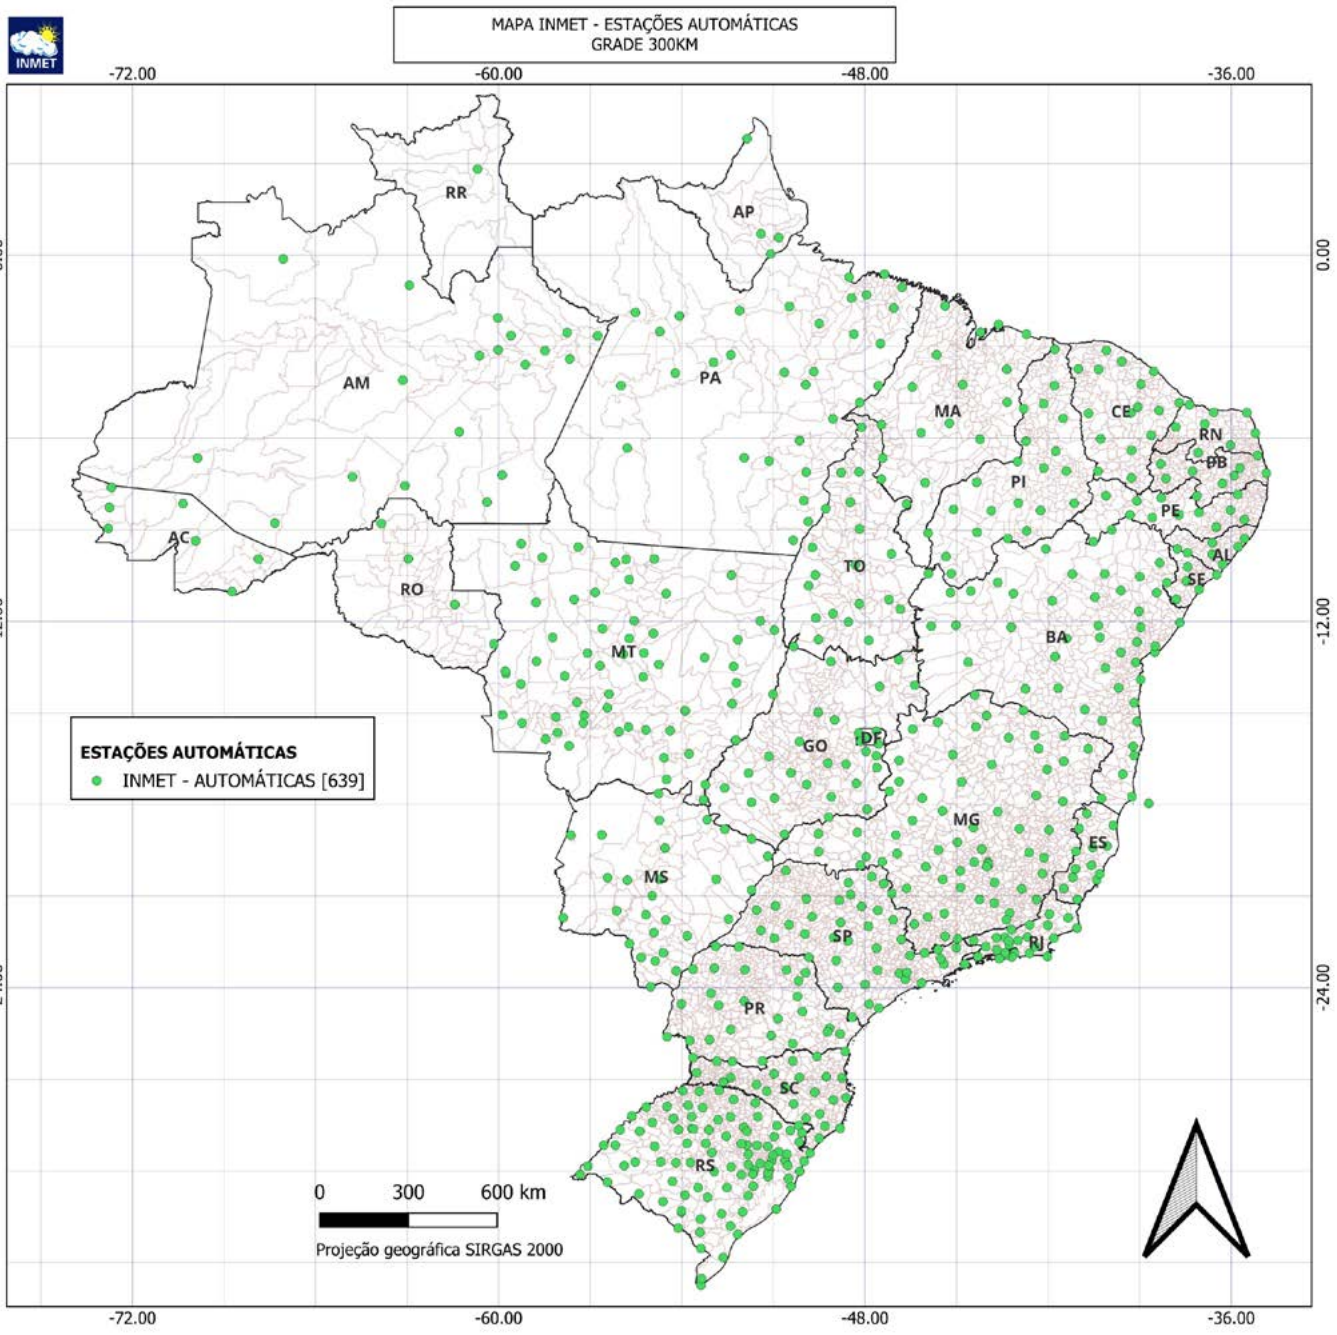 INMET
MAPA INMET - ESTAÇÕES AUTOMÁTICAS
GRADE 300KM
-72.00 -60.00 -48.00 -36.00
RR
AP
0.00
AM
PA
MA
CE
RN
PB
PI
PE
AC
AL
TO
SE
RO
-12.00
BA
MT
ESTAÇÕES AUTOMÁTICAS
INMET - AUTOMÁTICAS [639]
GO
DF
MG
ES
MS
SP
RJ
-24.00
PR
SC
RS
0 300 600 km
Projeção geográfica SIRGAS 2000
-72.00 -60.00 -48.00 -36.00